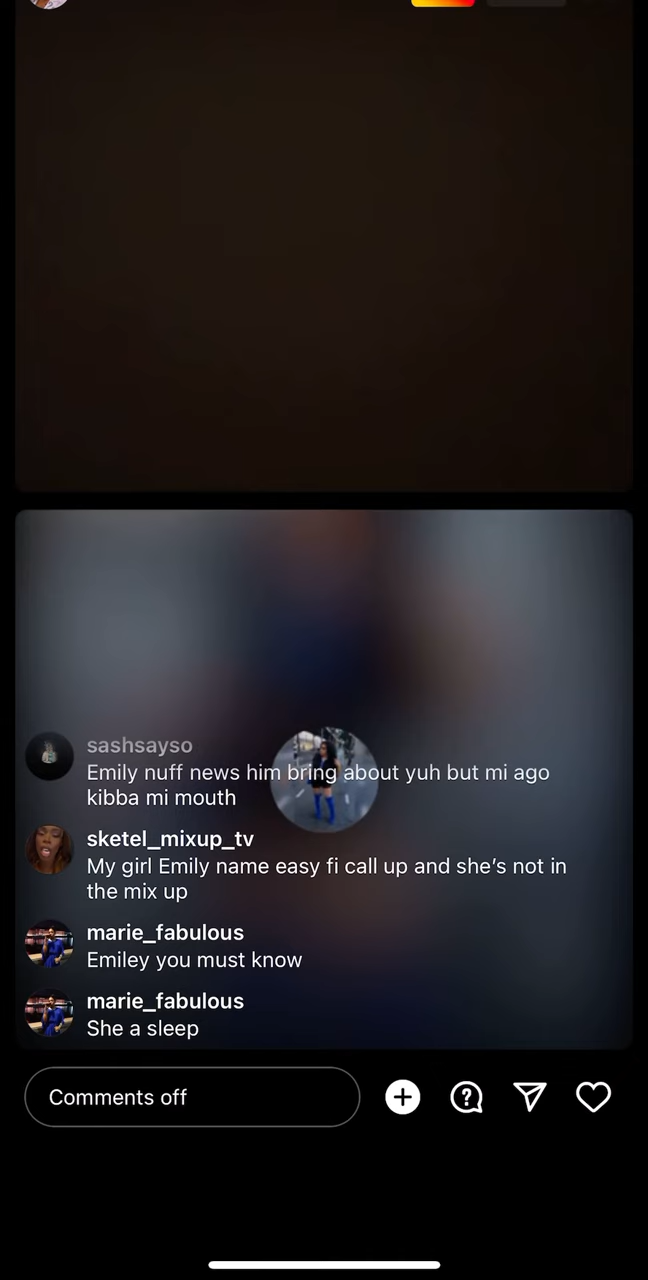 sashsayso
Emily nuff news him bring about yuh but mi ago
kibba mi mouth
sketel_mixup_tv
My girl Emily name easy fi call up and she’s not in
the mix up
marie_fabulous
Emiley you must know
marie_fabulous
She a sleep
Comments off